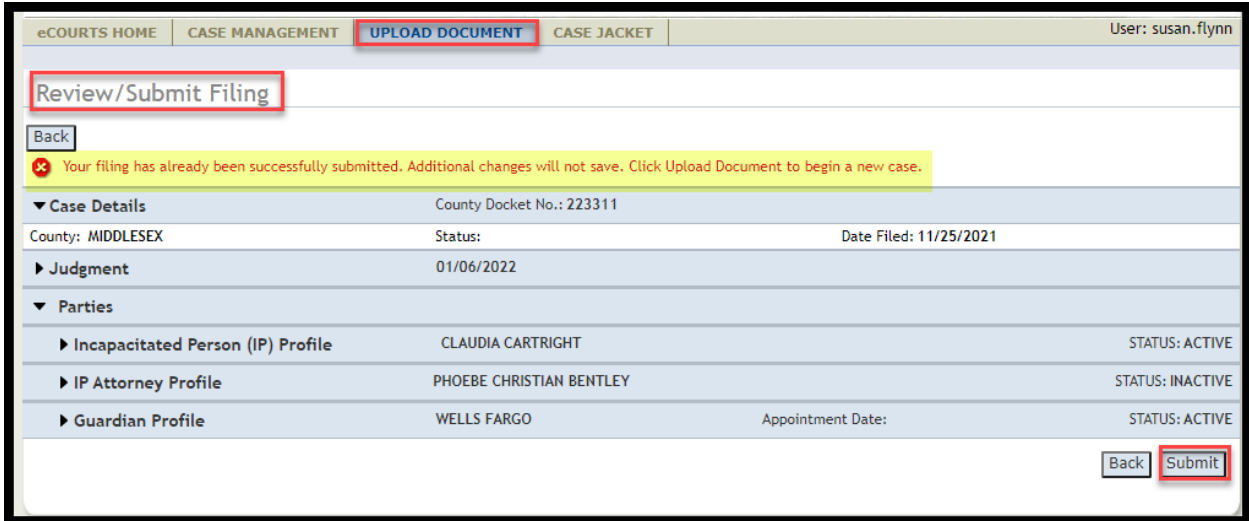 eCOURTS HOME CASE MANAGEMENT UPLOAD DOCUMENT CASE JACKET User: susan.flynn
Review/Submit Filing
Back
Your filing has already been successfully submitted. Additional changes will not save. Click Upload Document to begin a new case.
Case Details County Docket No.: 223311
County: MIDDLESEX Status: Date Filed: 11/25/2021
Judgment 01/06/2022
Parties
Incapacitated Person (IP) Profile CLAUDIA CARTRIGHT STATUS: ACTIVE
IP Attorney Profile PHOEBE CHRISTIAN BENTLEY STATUS: INACTIVE
Guardian Profile WELLS FARGO Appointment Date: STATUS: ACTIVE
Back Submit